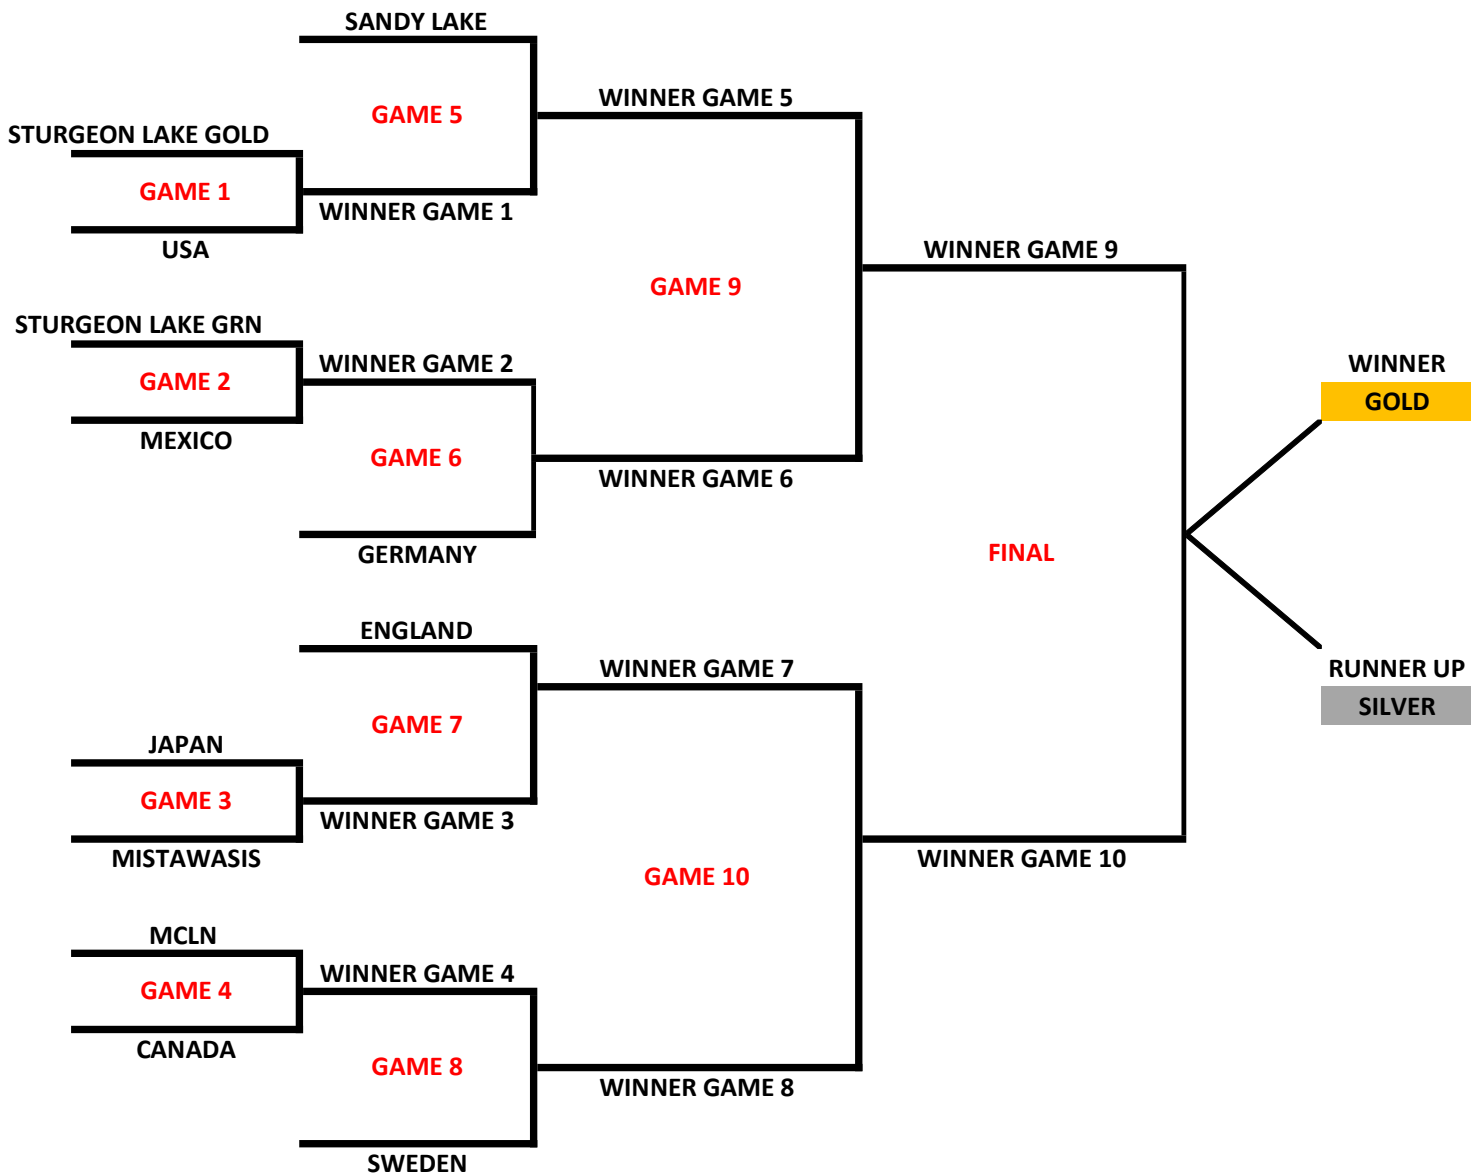 SANDY LAKE
GAME 5
WINNER GAME 5
STURGEON LAKE GOLD
GAME 1
WINNER GAME 1
USA
WINNER GAME 9
GAME 9
STURGEON LAKE GRN
WINNER GAME 2
GAME 2
MEXICO
GAME 6
WINNER GAME 6
GERMANY
WINNER
GOLD
FINAL
ENGLAND
WINNER GAME 7
RUNNER UP
SILVER
GAME 7
JAPAN
GAME 3
WINNER GAME 3
MISTAWASIS
WINNER GAME 10
GAME 10
MCLN
WINNER GAME 4
GAME 4
CANADA
GAME 8
WINNER GAME 8
SWEDEN